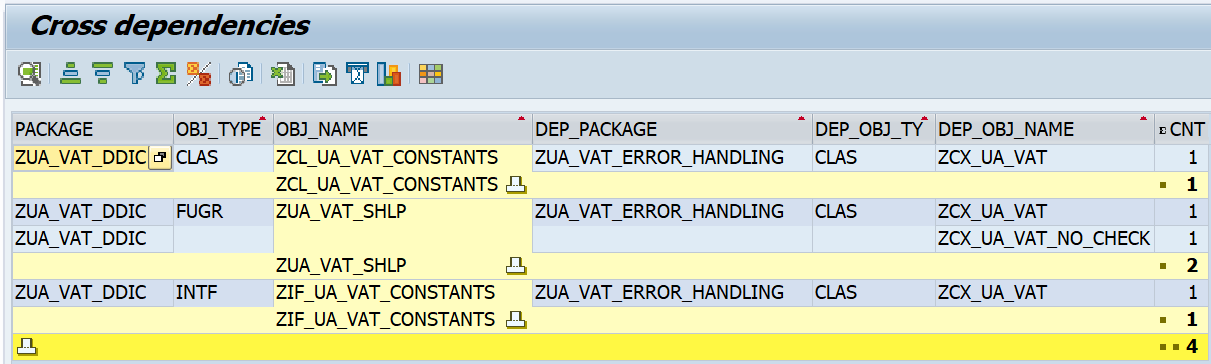 Cross dependencies
PACKAGE OBJ_TYPE OBJ_NAME DEP_PACKAGE DEP_OBJ_TY DEP_OBJ_NAME Σ CNT
ZUA_VAT_DDIC CLAS ZCL_UA_VAT_CONSTANTS ZUA_VAT_ERROR_HANDLING CLAS ZCX_UA_VAT 1
ZCL_UA_VAT_CONSTANTS 1
ZUA_VAT_DDIC FUGR ZUA_VAT_SHLP ZUA_VAT_ERROR_HANDLING CLAS ZCX_UA_VAT 1
ZUA_VAT_DDIC ZCX_UA_VAT_NO_CHECK 1
ZUA_VAT_SHLP 2
ZUA_VAT_DDIC INTF ZIF_UA_VAT_CONSTANTS ZUA_VAT_ERROR_HANDLING CLAS ZCX_UA_VAT 1
ZIF_UA_VAT_CONSTANTS 1
4